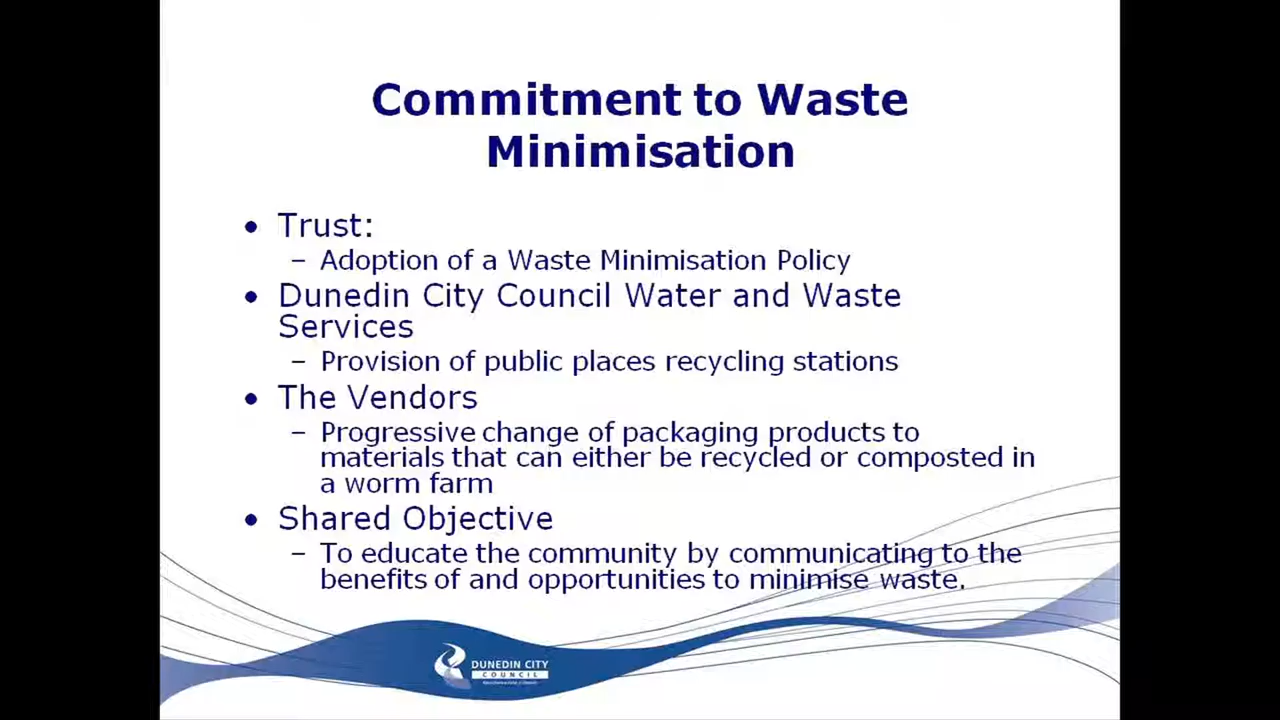 Commitment to Waste
Minimisation
• Trust:
– Adoption of a Waste Minimisation Policy
• Dunedin City Council Water and Waste
Services
– Provision of public places recycling stations
• The Vendors
– Progressive change of packaging products to
materials that can either be recycled or composted in
a worm farm
• Shared Objective
– To educate the community by communicating to the
benefits of and opportunities to minimise waste.
DUNEDIN CITY
COUNCIL